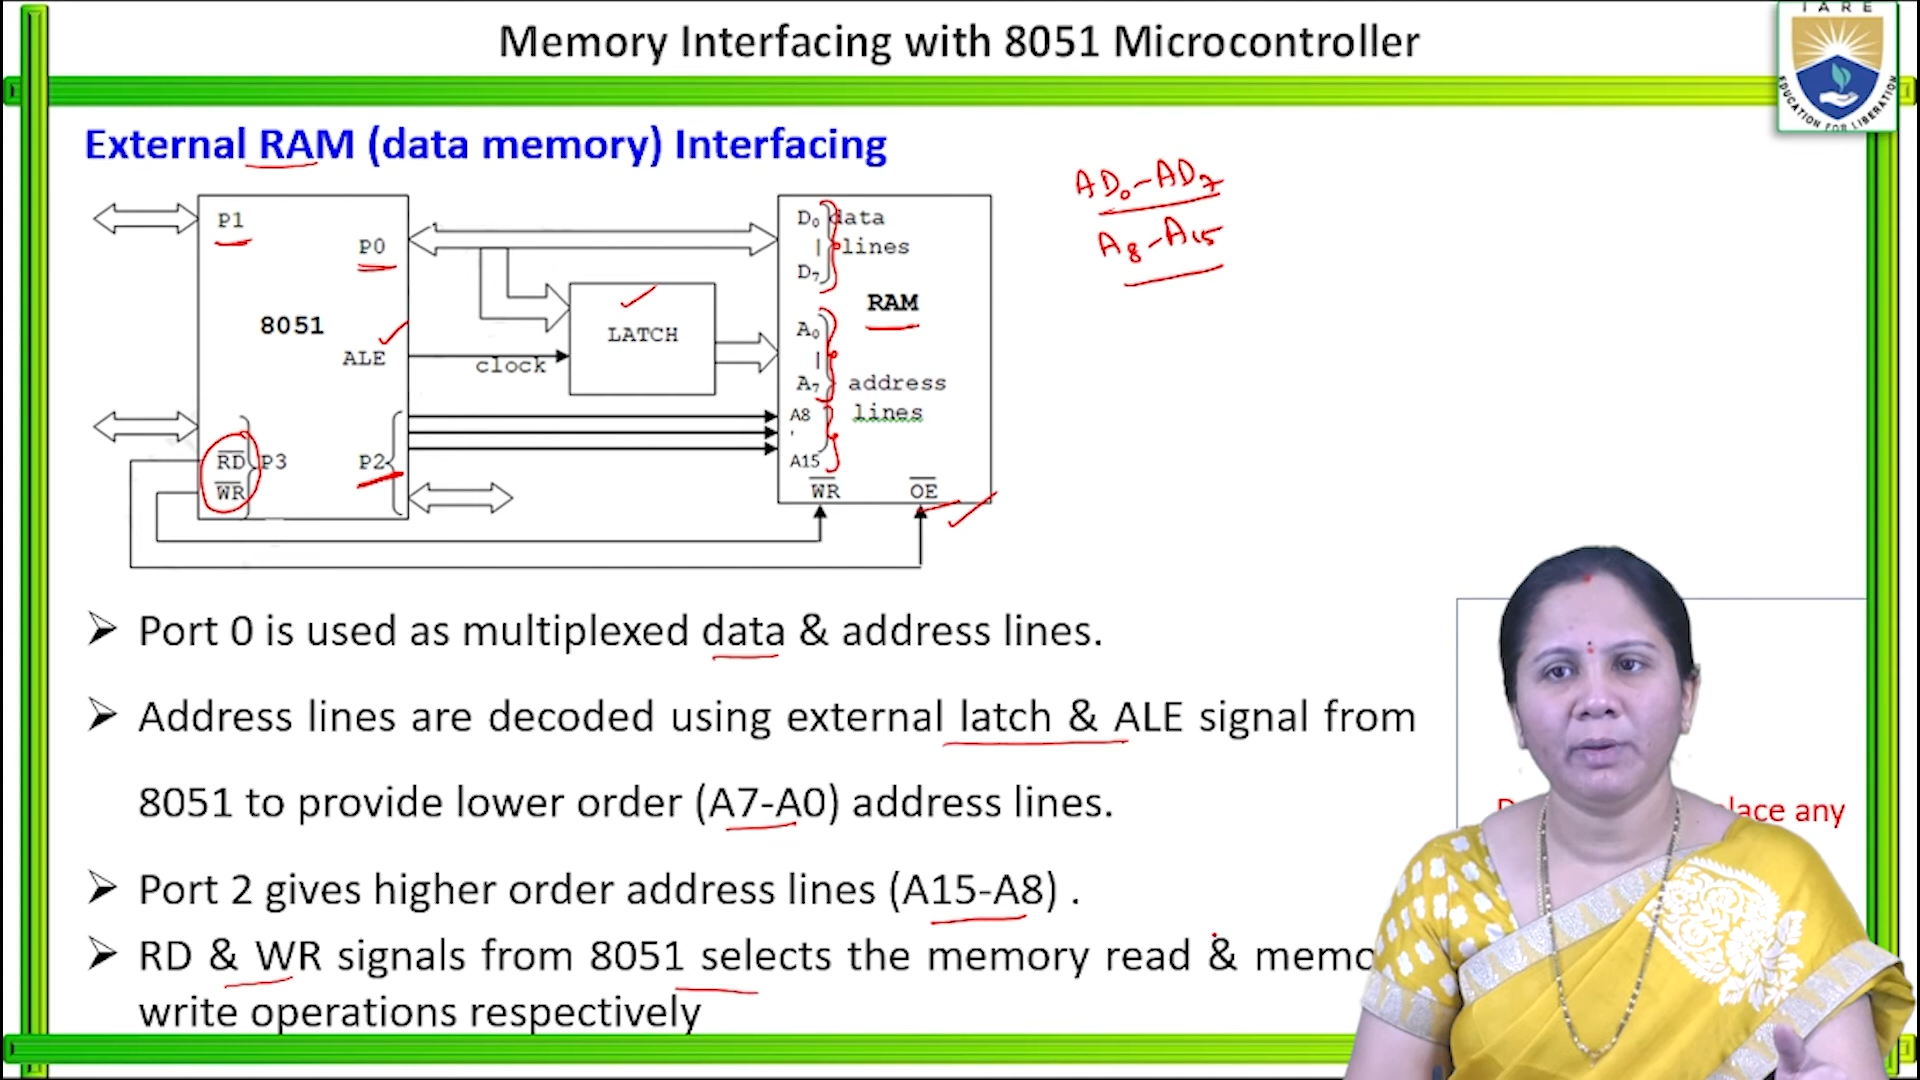 Memory Interfacing with 8051 Microcontroller
IARE
EDUCATION FOR LIBERATION
External RAM (data memory) Interfacing
AD0-AD7
A8-A15
P1
P0
8051
ALE
clock
LATCH
RD
WR
P3
P2
D0 data
| lines
D7
RAM
A0
|
A7 address
A8 lines
'
A15
WR OE
➢ Port 0 is used as multiplexed data & address lines.
➢ Address lines are decoded using external latch & ALE signal from
8051 to provide lower order (A7-A0) address lines.
➢ Port 2 gives higher order address lines (A15-A8) .
➢ RD & WR signals from 8051 selects the memory read & memo
write operations respectively
lace any